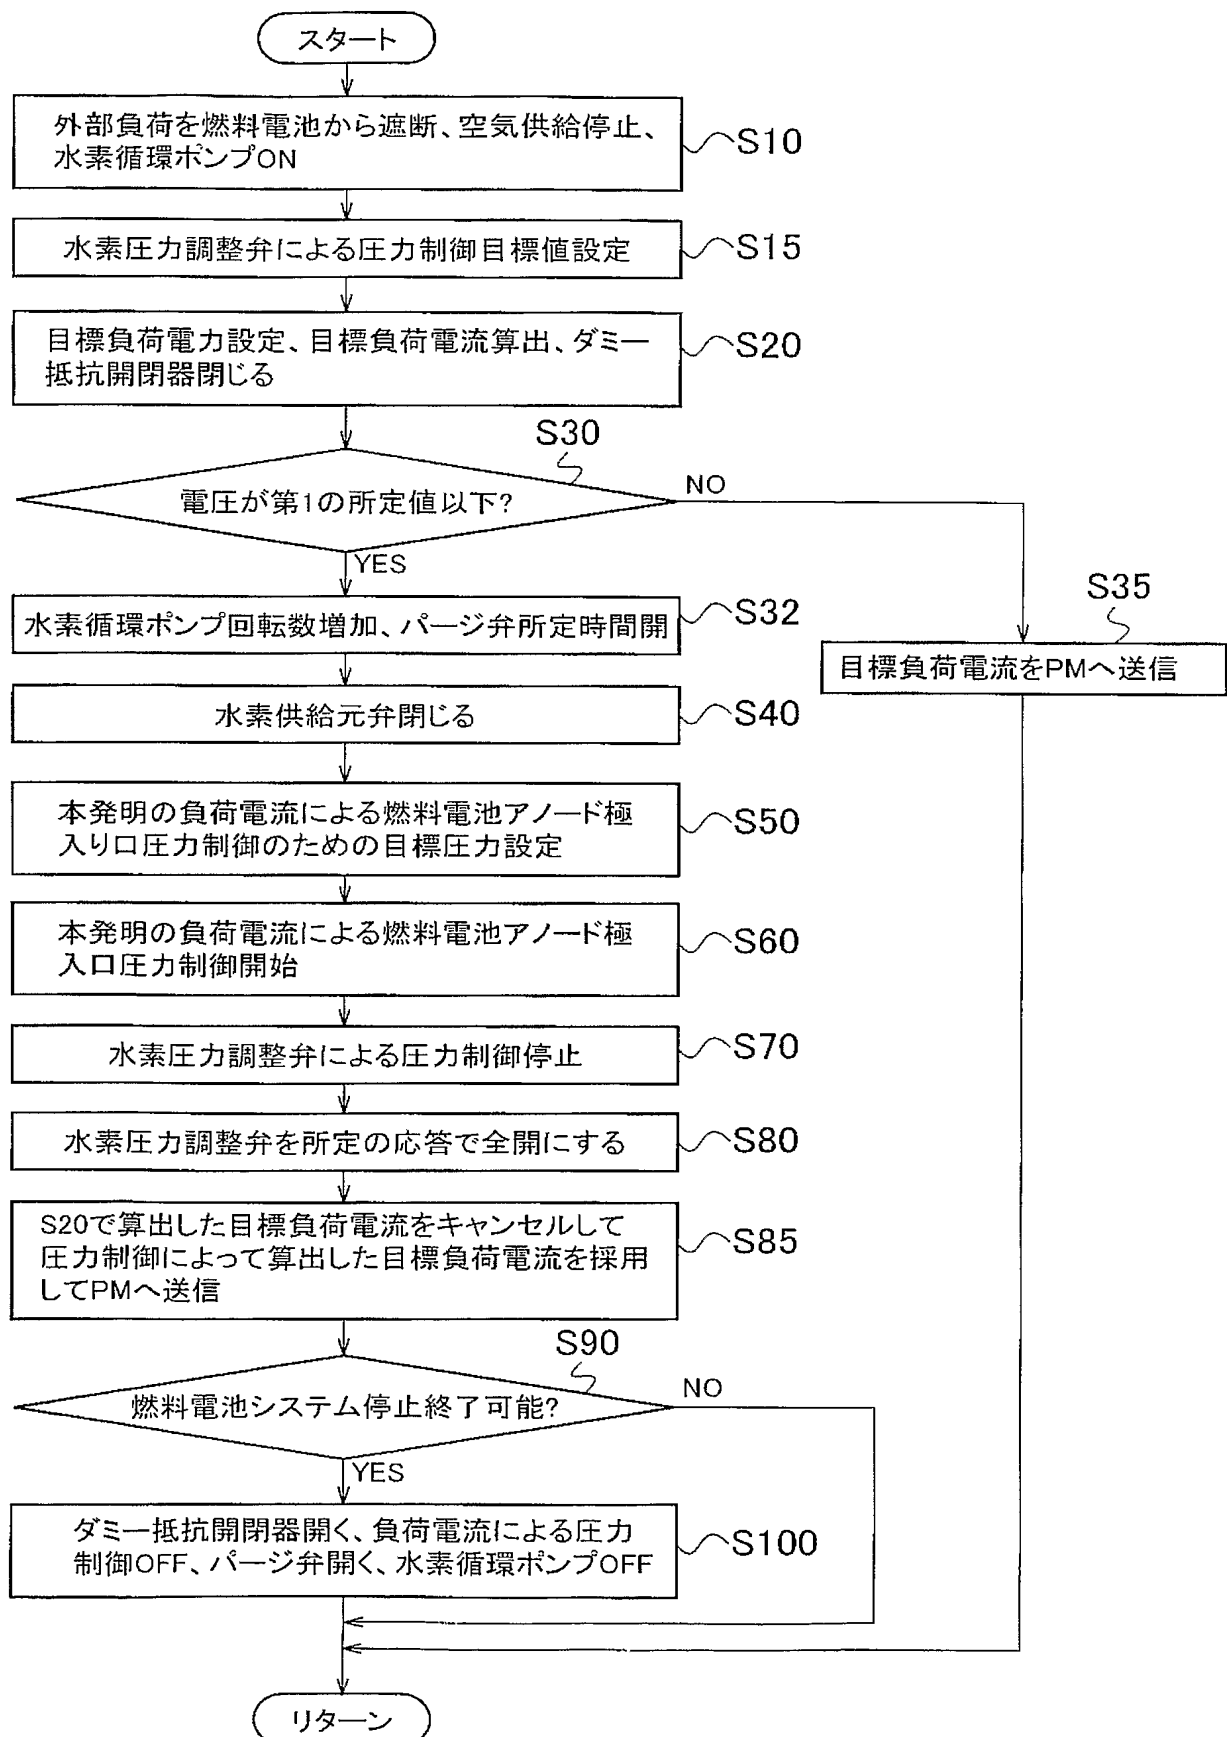 スタート
外部負荷を燃料電池から遮断、空気供給停止、
水素循環ポンプON
S10
水素圧力調整弁による圧力制御目標値設定
S15
目標負荷電力設定、目標負荷電流算出、ダミー
抵抗開閉器閉じる
S20
S30
電圧が第1の所定値以下?
NO
YES
水素循環ポンプ回転数増加、パージ弁所定時間開
S32
S35
目標負荷電流をPMへ送信
水素供給元弁閉じる
S40
本発明の負荷電流による燃料電池アノード極
入り口圧力制御のための目標圧力設定
S50
本発明の負荷電流による燃料電池アノード極
入口圧力制御開始
S60
水素圧力調整弁による圧力制御停止
S70
水素圧力調整弁を所定の応答で全開にする
S80
S20で算出した目標負荷電流をキャンセルして
圧力制御によって算出した目標負荷電流を採用
してPMへ送信
S85
S90
燃料電池システム停止終了可能?
NO
YES
ダミー抵抗開閉器開く、負荷電流による圧力
制御OFF、パージ弁開く、水素循環ポンプOFF
S100
リターン